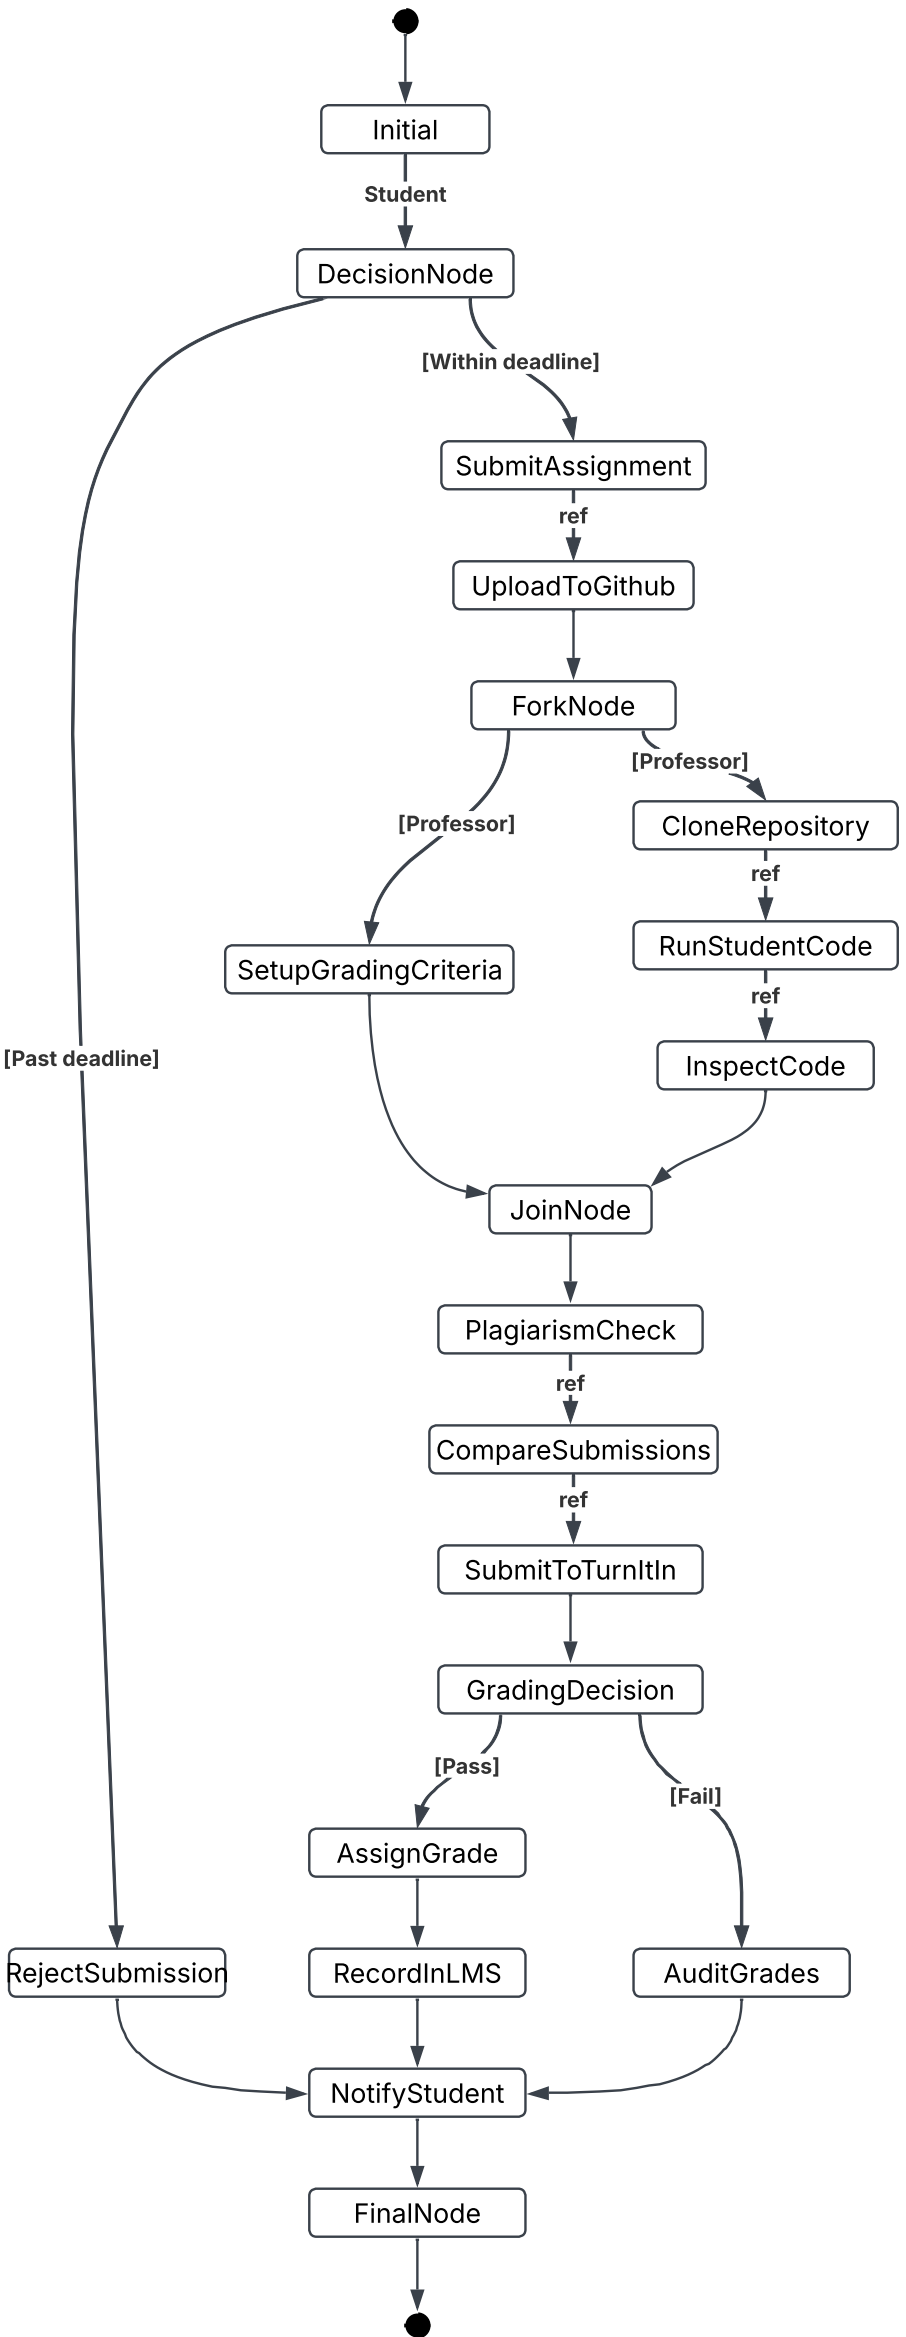 Initial
Student
DecisionNode
[Within deadline]
SubmitAssignment
ref
UploadToGithub
ForkNode
[Professor]
CloneRepository
[Professor]
ref
RunStudentCode
SetupGradingCriteria
ref
[Past deadline]
InspectCode
JoinNode
PlagiarismCheck
ref
CompareSubmissions
ref
SubmitToTurnItIn
GradingDecision
[Pass]
[Fail]
AssignGrade
RejectSubmission
RecordInLMS
AuditGrades
NotifyStudent
FinalNode